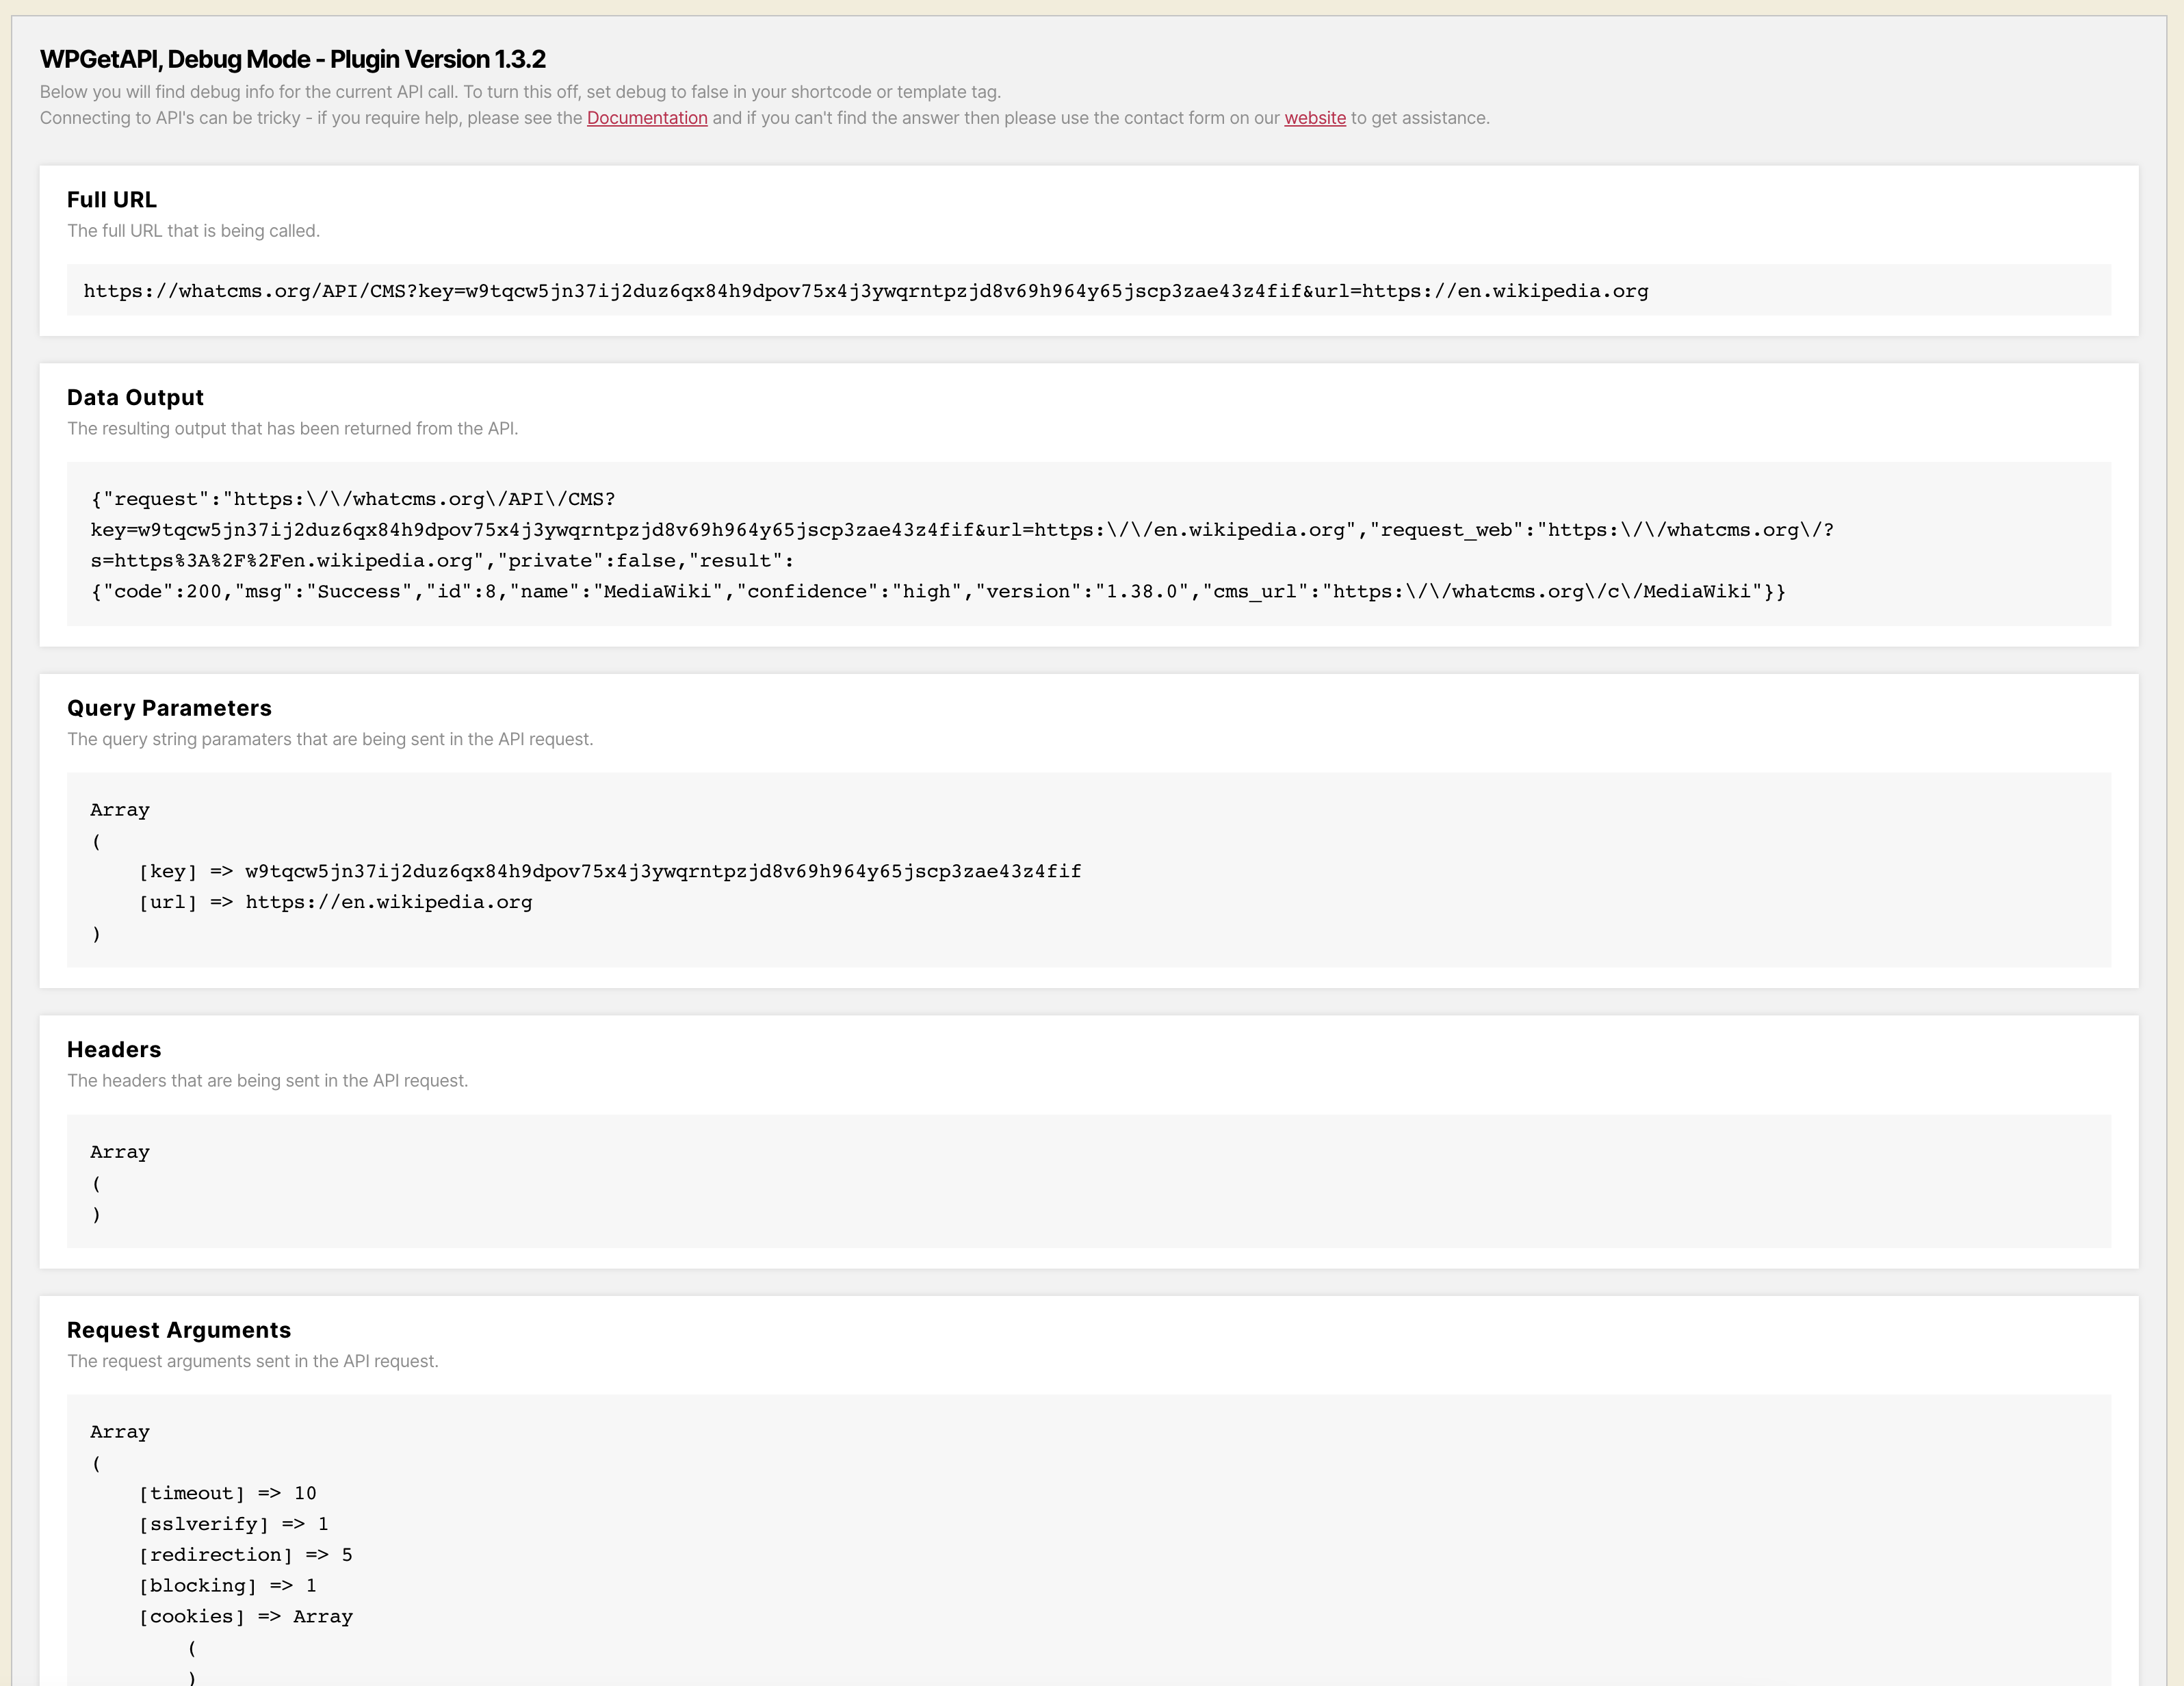 WPGetAPI, Debug Mode - Plugin Version 1.3.2
Below you will find debug info for the current API call. To turn this off, set debug to false in your shortcode or template tag.
Connecting to API's can be tricky - if you require help, please see the Documentation and if you can't find the answer then please use the contact form on our website to get assistance.
Full URL
The full URL that is being called.
https://whatcms.org/API/CMS?key=w9tqcw5jn37ij2duz6qx84h9dpov75x4j3ywqrntpzjd8v69h964y65jscp3zae43z4fif&url=https://en.wikipedia.org
Data Output
The resulting output that has been returned from the API.
{"request":"https:\/\/whatcms.org\/API\/CMS?
key=w9tqcw5jn37ij2duz6qx84h9dpov75x4j3ywqrntpzjd8v69h964y65jscp3zae43z4fif&url=https:\/\/en.wikipedia.org","request_web":"https:\/\/whatcms.org\/?
s=https%3A%2F%2Fen.wikipedia.org","private":false,"result":
{"code":200,"msg":"Success","id":8,"name":"MediaWiki","confidence":"high","version":"1.38.0","cms_url":"https:\/\/whatcms.org\/c\/MediaWiki"}}
Query Parameters
The query string paramaters that are being sent in the API request.
Array
(
[key] => w9tqcw5jn37ij2duz6qx84h9dpov75x4j3ywqrntpzjd8v69h964y65jscp3zae43z4fif
[url] => https://en.wikipedia.org
)
Headers
The headers that are being sent in the API request.
Array
(
)
Request Arguments
The request arguments sent in the API request.
Array
(
[timeout] => 10
[sslverify] => 1
[redirection] => 5
[blocking] => 1
[cookies] => Array
(
)